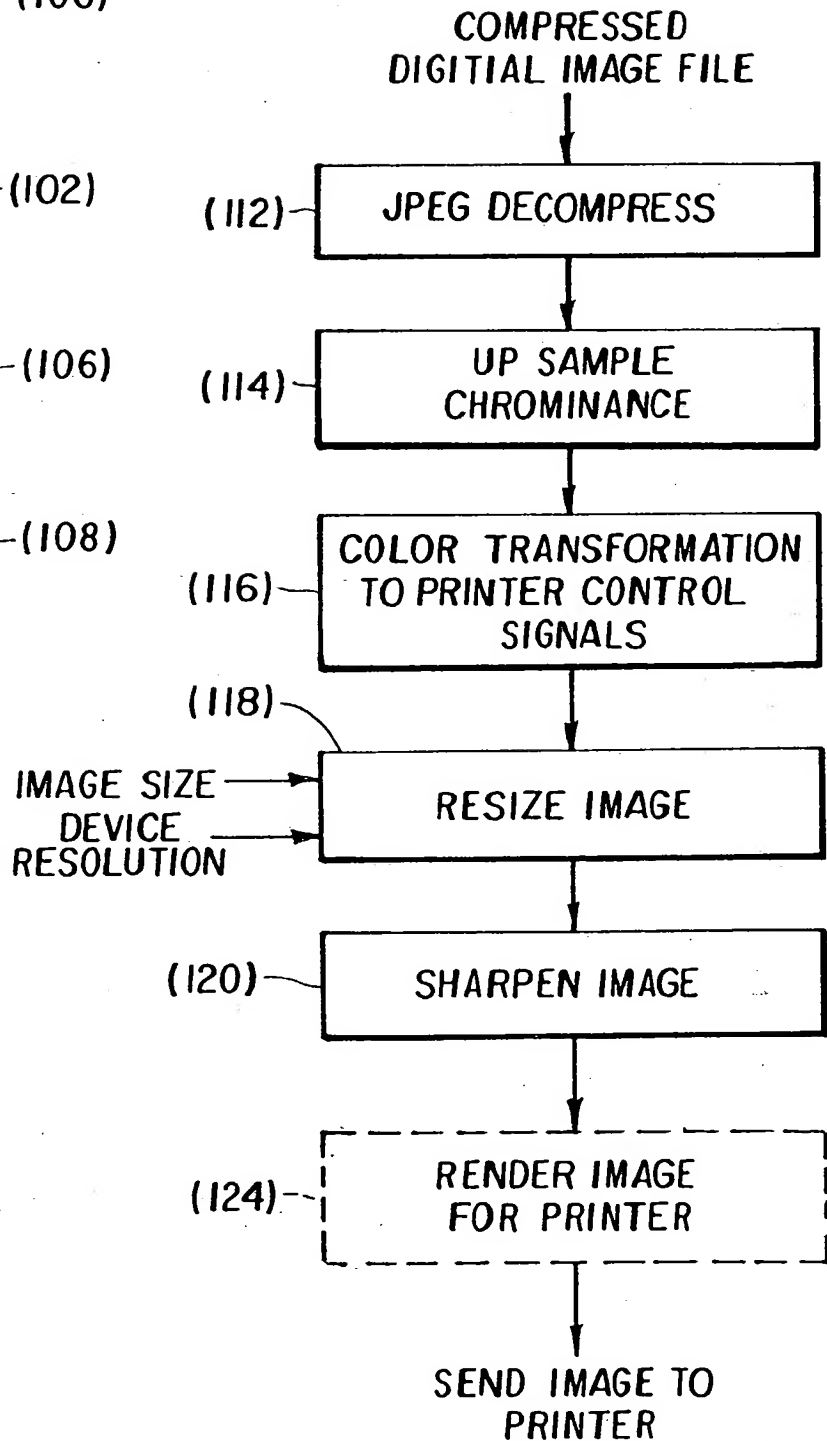 (106)
COMPRESSED
DIGITIAL IMAGE FILE
(102)
(112)
JPEG DECOMPRESS
(106)
(114)
UP SAMPLE
CHROMINANCE
(108)
(116)
COLOR TRANSFORMATION
TO PRINTER CONTROL
SIGNALS
(118)
IMAGE SIZE
DEVICE
RESOLUTION
RESIZE IMAGE
(120)
SHARPEN IMAGE
(124)
RENDER IMAGE
FOR PRINTER
SEND IMAGE TO
PRINTER